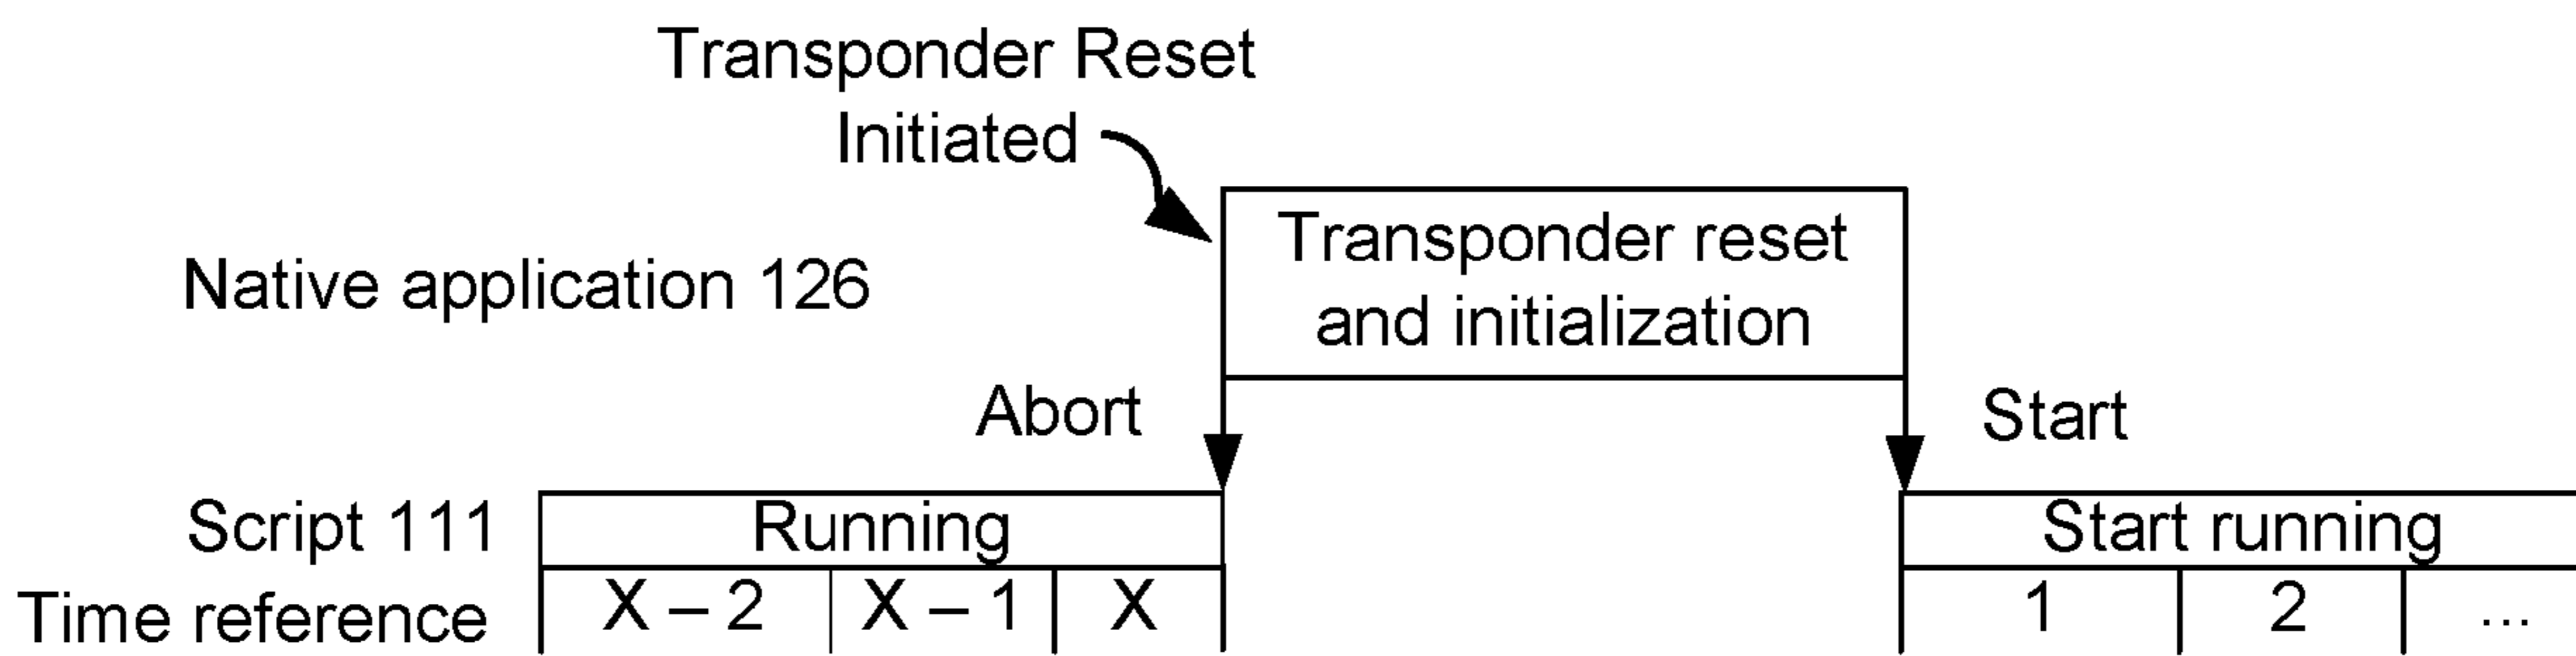 Transponder Reset
Initiated
Transponder reset
and initialization
Native application 126
Abort
Start
Script 111
Running
Start running
Time reference
X – 2
X – 1
X
1
2
...